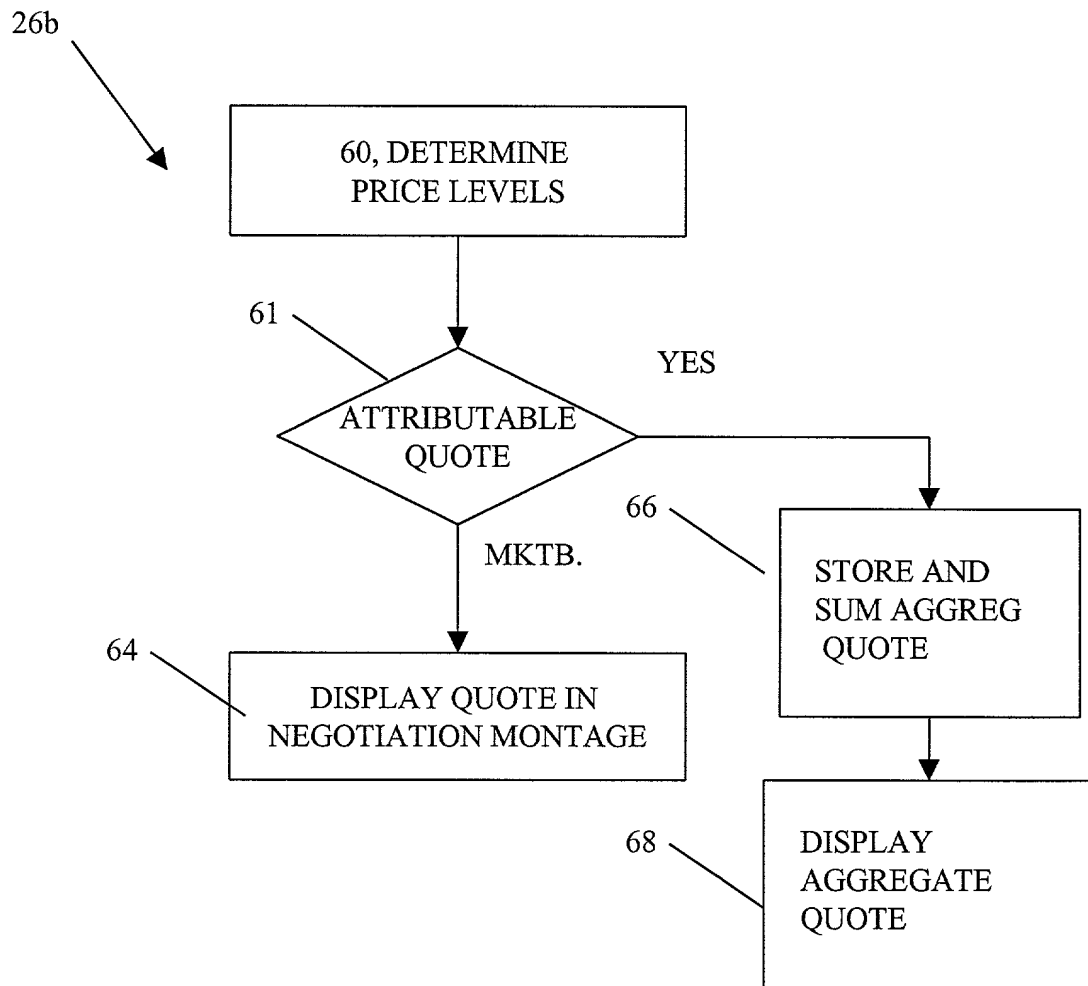 26b
60, DETERMINE
PRICE LEVELS
61
YES
ATTRIBUTABLE
QUOTE
66
MKTB.
STORE AND
SUM AGGREG
QUOTE
64
DISPLAY QUOTE IN
NEGOTIATION MONTAGE
68
DISPLAY
AGGREGATE
QUOTE